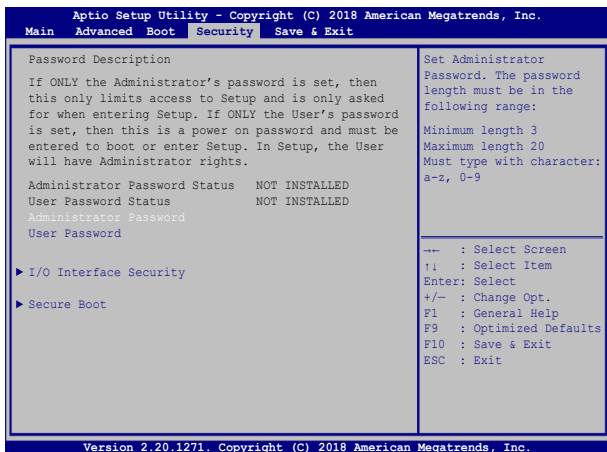 Aptio Setup Utility - Copyright (C) 2018 American Megatrends, Inc.
Main Advanced Boot Security Save & Exit
Password Description
If ONLY the Administrator's password is set, then
this only limits access to Setup and is only asked
for when entering Setup. If ONLY the User's password
is set, then this is a power on password and must be
entered to boot or enter Setup. In Setup, the User
will have Administrator rights.
Administrator Password Status NOT INSTALLED
User Password Status NOT INSTALLED
Administrator Password
User Password
▶ I/O Interface Security
▶ Secure Boot
Set Administrator
Password. The password
length must be in the
following range:
Minimum length 3
Maximum length 20
Must type with character:
a-z, 0-9
→← : Select Screen
↑↓ : Select Item
Enter: Select
+/— : Change Opt.
F1 : General Help
F9 : Optimized Defaults
F10 : Save & Exit
ESC : Exit
Version 2.20.1271. Copyright (C) 2018 American Megatrends, Inc.